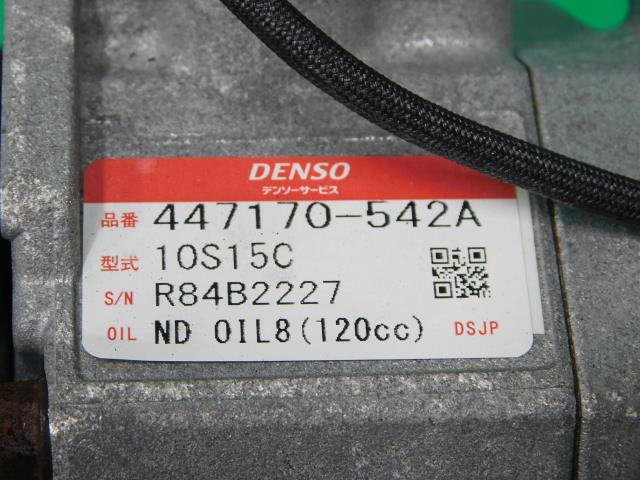 DENSO
デンソーサービス
品番 447170-542A
型式 10S15C
S/N R84B2227
OIL ND OIL8(120cc) DSJP